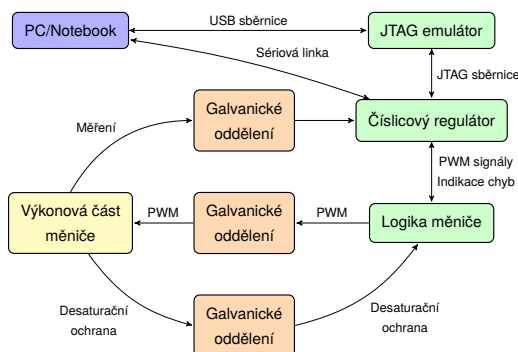 PC/Notebook
USB sběrnice
JTAG emulátor
Sériová linka
JTAG sběrnice
Galvanické
oddělení
Číslicový regulátor
Měření
PWM signály
Indikace chyb
Výkonová část
měniče
PWM
Galvanické
oddělení
PWM
Logika měniče
Desaturační
ochrana
Galvanické
oddělení
Desaturační
ochrana